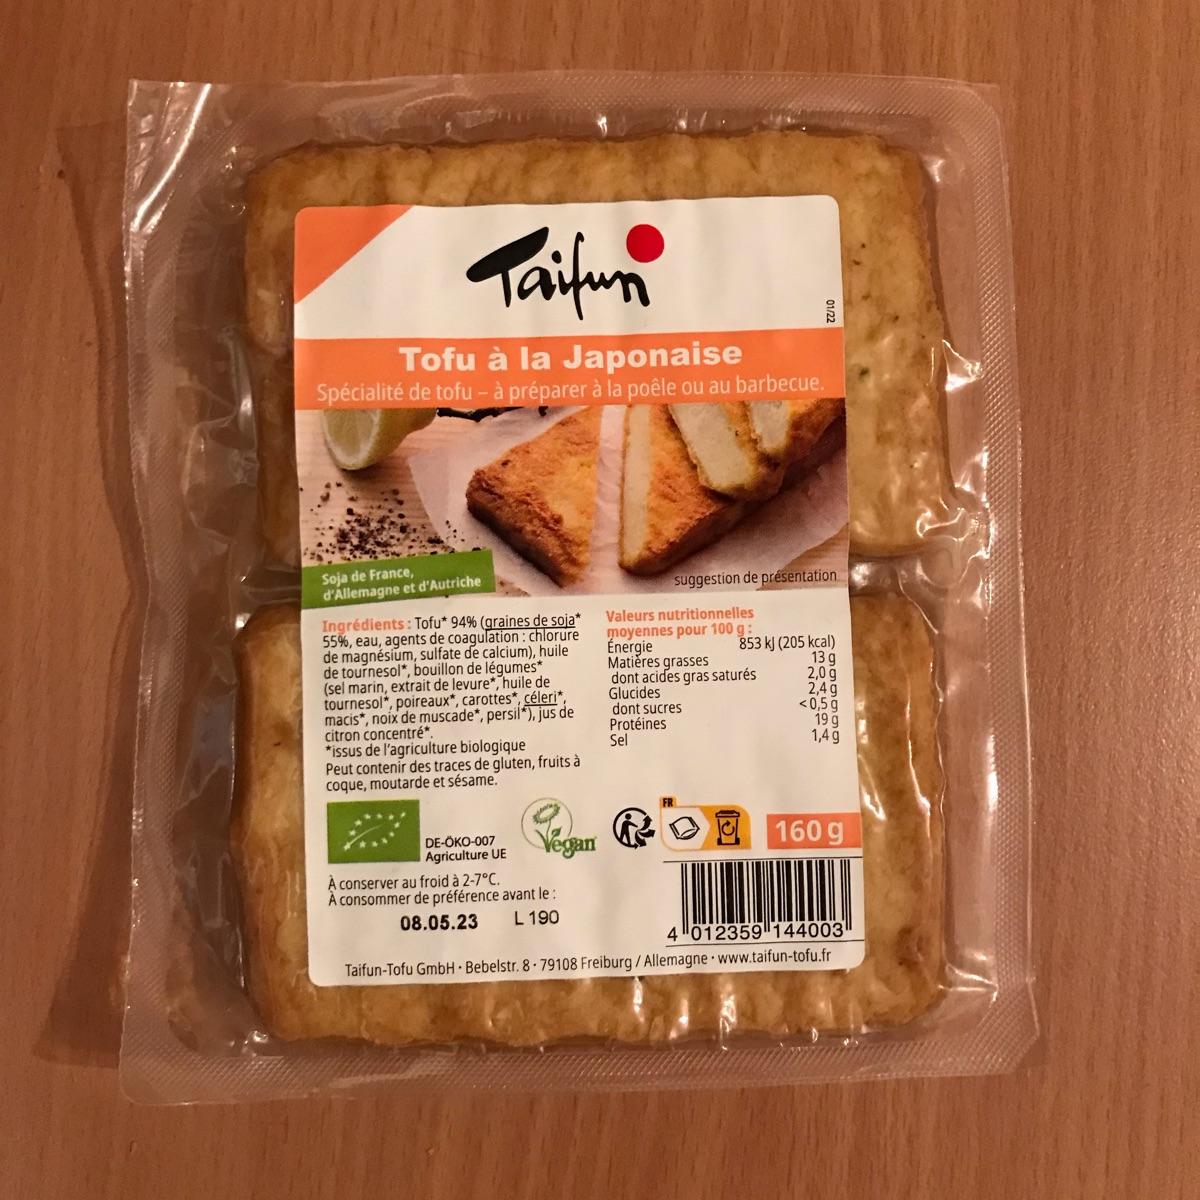 Taifun
01/22
Tofu à la Japonaise
Spécialité de tofu – à préparer à la poêle ou au barbecue.
Soja de France,
d'Allemagne et d'Autriche
suggestion de présentation
Ingrédients : Tofu* 94% (graines de soja*
55%, eau, agents de coagulation : chlorure
de magnésium, sulfate de calcium), huile
de tournesol*, bouillon de légumes*
(sel marin, extrait de levure*, huile de
tournesol*, poireaux*, carottes*, céleri*,
macis*, noix de muscade*, persil*), jus de
citron concentré*.
*issus de l'agriculture biologique
Peut contenir des traces de gluten, fruits à
coque, moutarde et sésame.
Valeurs nutritionnelles
moyennes pour 100 g :
Énergie 853 kJ (205 kcal)
Matières grasses 13 g
dont acides gras saturés 2,0 g
Glucides 2,4 g
dont sucres < 0,5 g
Protéines 19 g
Sel 1,4 g
DE-ÖKO-007
Agriculture UE
Vegan
FR
160 g
À conserver au froid à 2-7°C.
À consommer de préférence avant le :
08.05.23 L 190
4 012359 144003
Taifun-Tofu GmbH · Bebelstr. 8 · 79108 Freiburg / Allemagne · www.taifun-tofu.fr